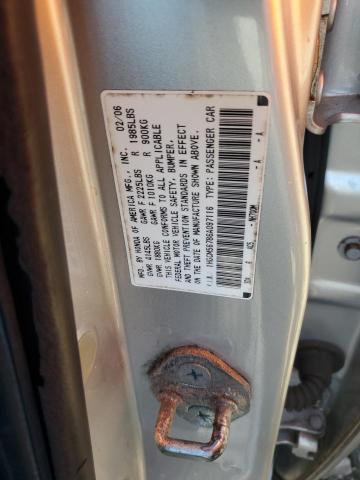 MFD. BY HONDA OF AMERICA MFG., INC. 02/06
GVWR 4145LBS GAWR F 2225LBS R 1985LBS
GVWR 1880KG GAWR F 1010KG R 900KG
THIS VEHICLE CONFORMS TO ALL APPLICABLE
FEDERAL MOTOR VEHICLE SAFETY, BUMPER,
AND THEFT PREVENTION STANDARDS IN EFFECT
ON THE DATE OF MANUFACTURE SHOWN ABOVE.
V.I.N. TYPE: PASSENGER CAR